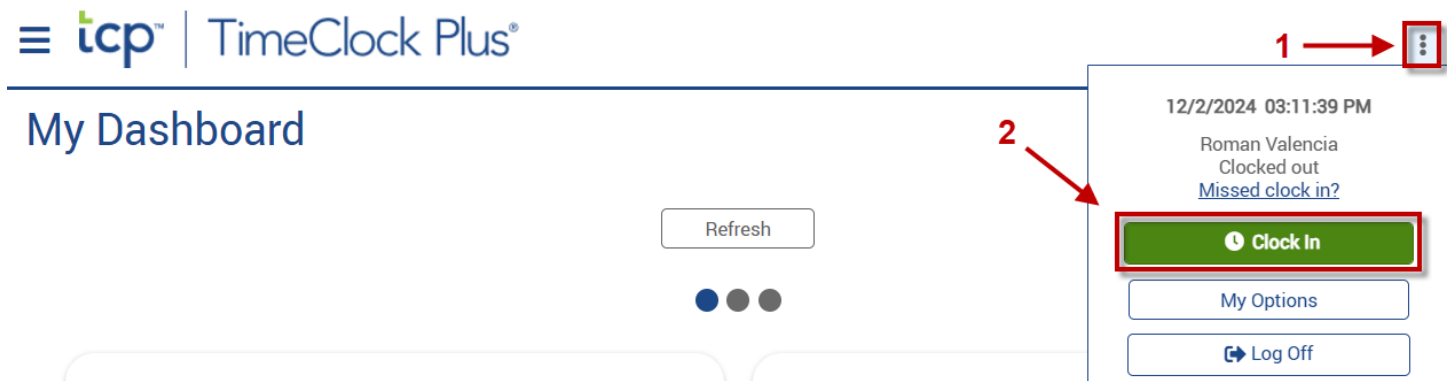 tcp™ | TimeClock Plus®
1
12/2/2024 03:11:39 PM
My Dashboard
2
Roman Valencia
Clocked out
Missed clock in?
Refresh
Clock In
My Options
Log Off